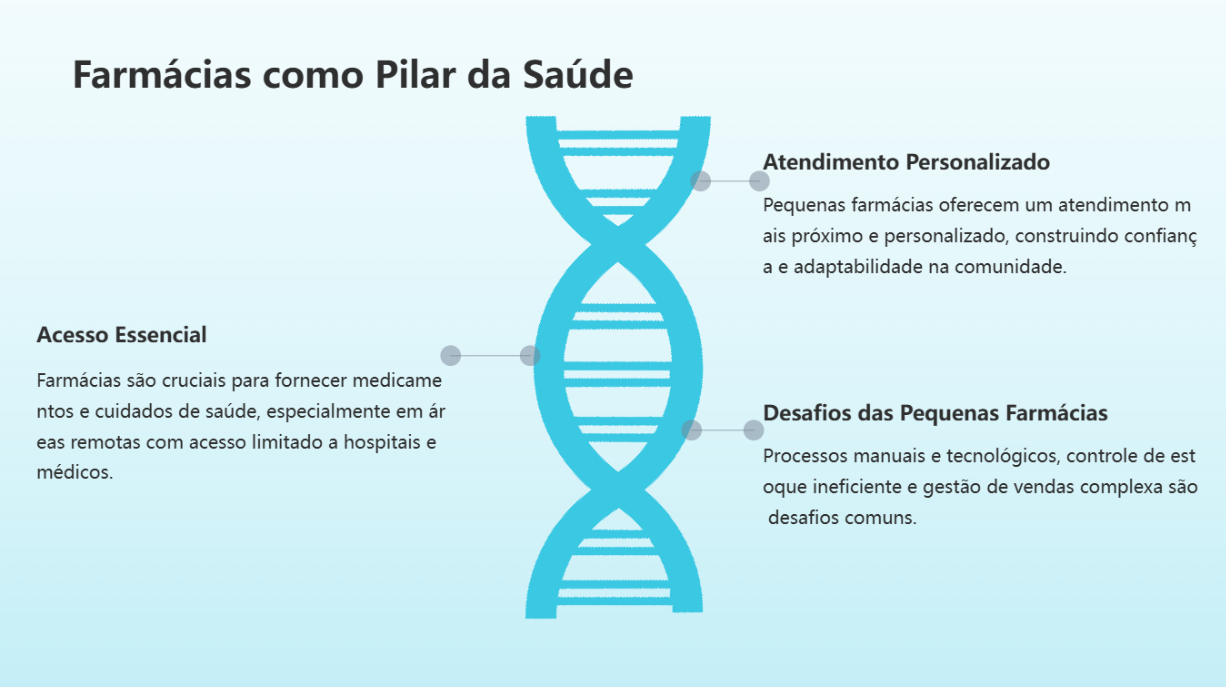 Farmácias como Pilar da Saúde
Atendimento Personalizado
Pequenas farmácias oferecem um atendimento m
ais próximo e personalizado, construindo confianç
a e adaptabilidade na comunidade.
Acesso Essencial
Farmácias são cruciais para fornecer medicame
ntos e cuidados de saúde, especialmente em ár
eas remotas com acesso limitado a hospitais e
médicos.
Desafios das Pequenas Farmácias
Processos manuais e tecnológicos, controle de est
oque ineficiente e gestão de vendas complexa são
desafios comuns.